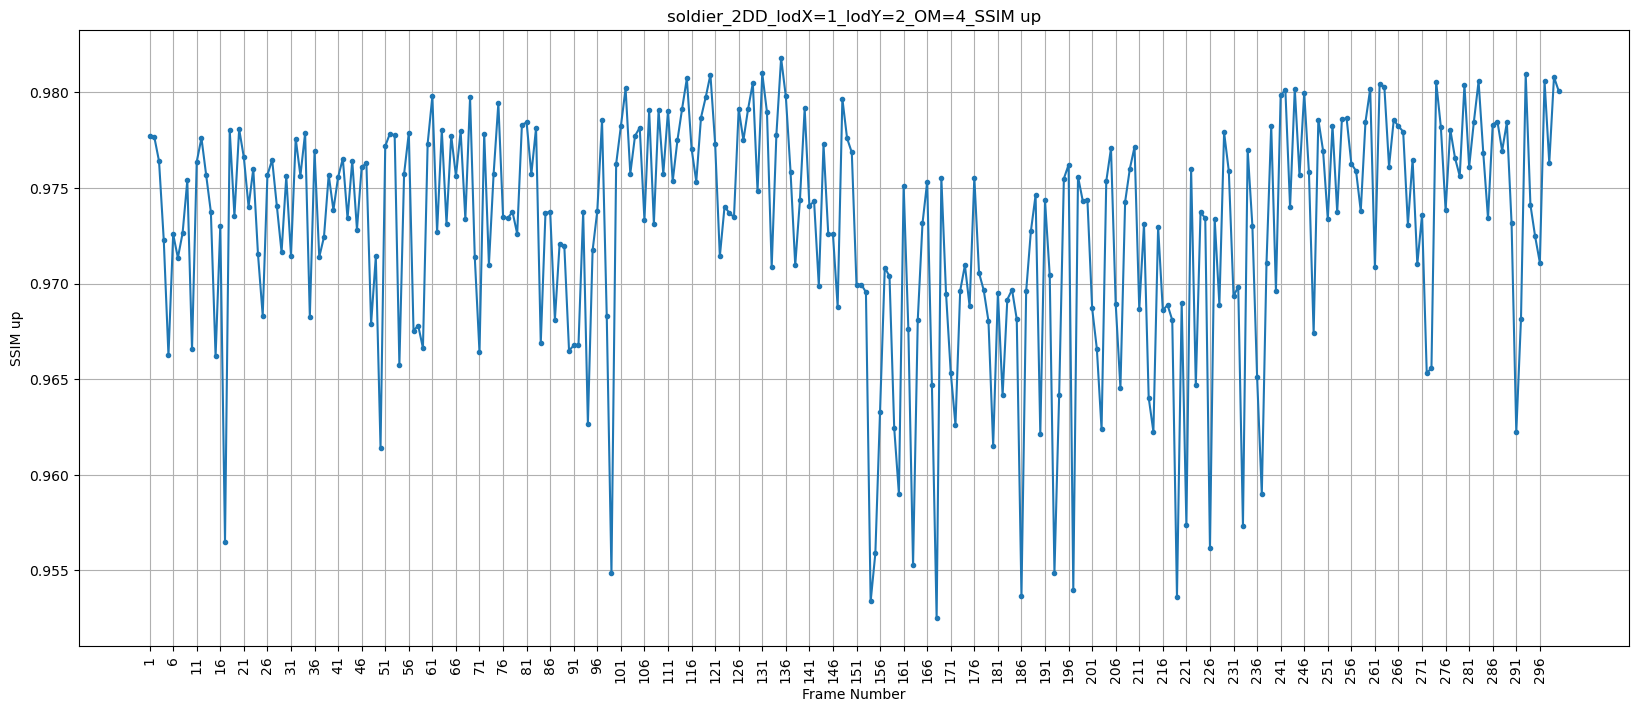 soldier_2DD_lodX=1_lodY=2_OM=4_SSIM up
SSIM up
0.980
0.975
0.970
0.965
0.960
0.955
1 6 11 16 21 26 31 36 41 46 51 56 61 66 71 76 81 86 91 96 101 106 111 116 121 126 131 136 141 146 151 156 161 166 171 176 181 186 191 196 201 206 211 216 221 226 231 236 241 246 251 256 261 266 271 276 281 286 291 296
Frame Number